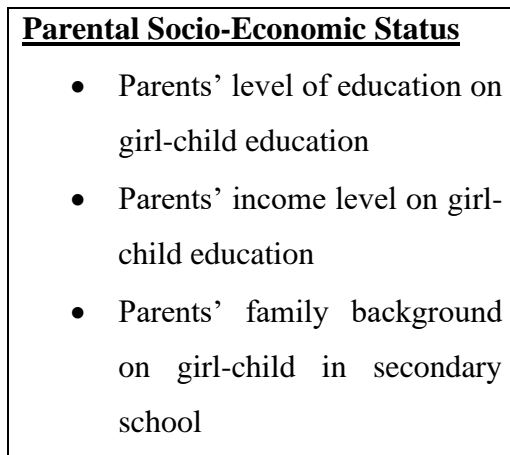 Parental Socio-Economic Status
• Parents’ level of education on
girl-child education
• Parents’ income level on girl-
child education
• Parents’ family background
on girl-child in secondary
school